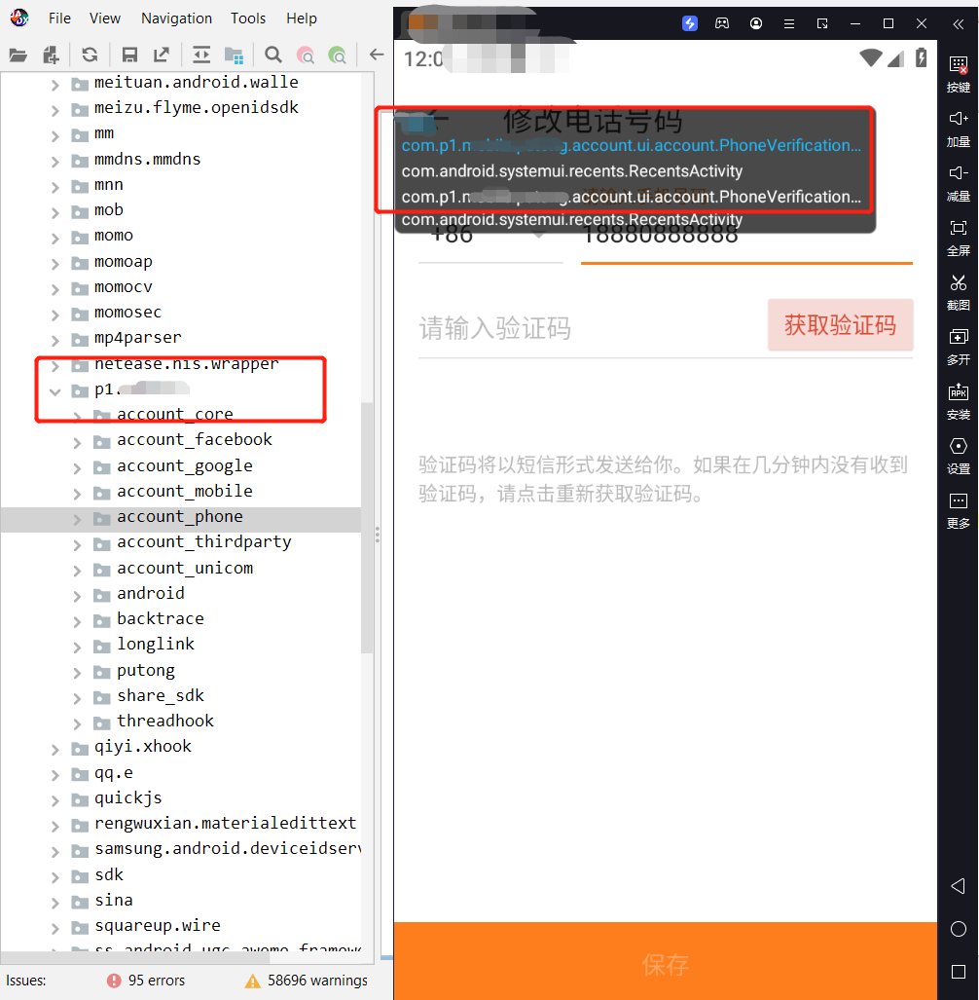 File View Navigation Tools Help
meituan.android.walle
meizu.flyme.openidsdk
mm
mmdns.mmdns
mnn
mob
momo
momoap
momocv
momosec
mp4parser
netease.nis.wrapper
p1.
account_core
account_facebook
account_google
account_mobile
account_phone
account_thirdparty
account_unicom
android
backtrace
longlink
putong
share_sdk
threadhook
qiyi.xhook
qq.e
quickjs
rengwuxian.materialedittext
samsung.android.deviceidserv
sdk
sina
squareup.wire
ss.android.ugc.aweme.framewo
Issues: 95 errors 58696 warnings
12:0
修改电话号码
com.p1.m .account.ui.account.PhoneVerification...
com.android.systemui.recents.RecentsActivity
com.p1. .account.ui.account.PhoneVerification...
com.android.systemui.recents.RecentsActivity
+86 18880888888
请输入验证码 获取验证码
验证码将以短信形式发送给你。如果在几分钟内没有收到
验证码，请点击重新获取验证码。
保存
按键
加量
减量
全屏
截图
多开
APK
安装
设置
更多